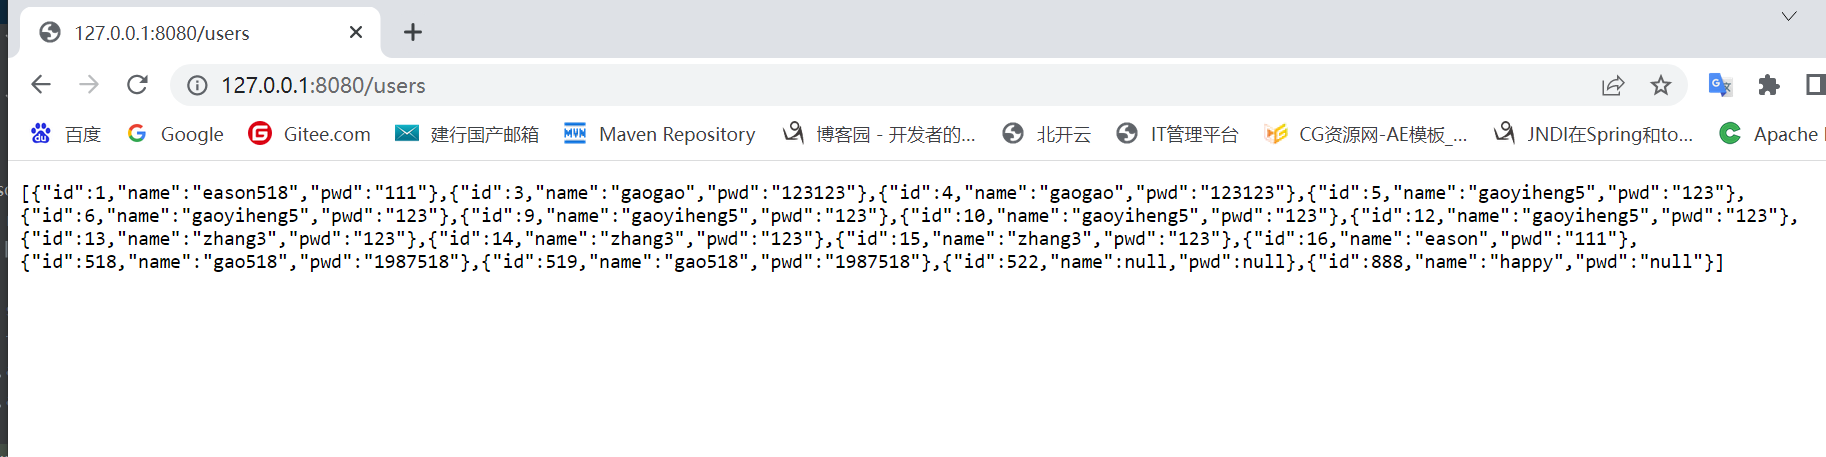 127.0.0.1:8080/users
127.0.0.1:8080/users
百度 Google Gitee.com 建行国产邮箱 Maven Repository 博客园 - 开发者的... 北开云 IT管理平台 CG资源网-AE模板_... JNDI在Spring和to... Apache
[{"id":1,"name":"eason518","pwd":"111"},{"id":3,"name":"gaogao","pwd":"123123"},{"id":4,"name":"gaogao","pwd":"123123"},{"id":5,"name":"gaoyiheng5","pwd":"123"},
{"id":6,"name":"gaoyiheng5","pwd":"123"},{"id":9,"name":"gaoyiheng5","pwd":"123"},{"id":10,"name":"gaoyiheng5","pwd":"123"},{"id":12,"name":"gaoyiheng5","pwd":"123"},
{"id":13,"name":"zhang3","pwd":"123"},{"id":14,"name":"zhang3","pwd":"123"},{"id":15,"name":"zhang3","pwd":"123"},{"id":16,"name":"eason","pwd":"111"},
{"id":518,"name":"gao518","pwd":"1987518"},{"id":519,"name":"gao518","pwd":"1987518"},{"id":522,"name":null,"pwd":null},{"id":888,"name":"happy","pwd":"null"}]